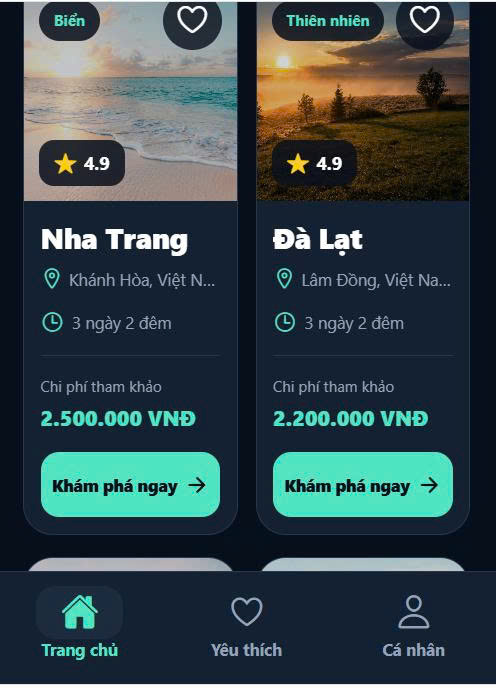 Biển
Thiên nhiên
4.9
4.9
Nha Trang
Khánh Hòa, Việt N...
3 ngày 2 đêm
Chi phí tham khảo
2.500.000 VNĐ
Khám phá ngay →
Đà Lạt
Lâm Đồng, Việt Na...
3 ngày 2 đêm
Chi phí tham khảo
2.200.000 VNĐ
Khám phá ngay →
Trang chủ
Yêu thích
Cá nhân